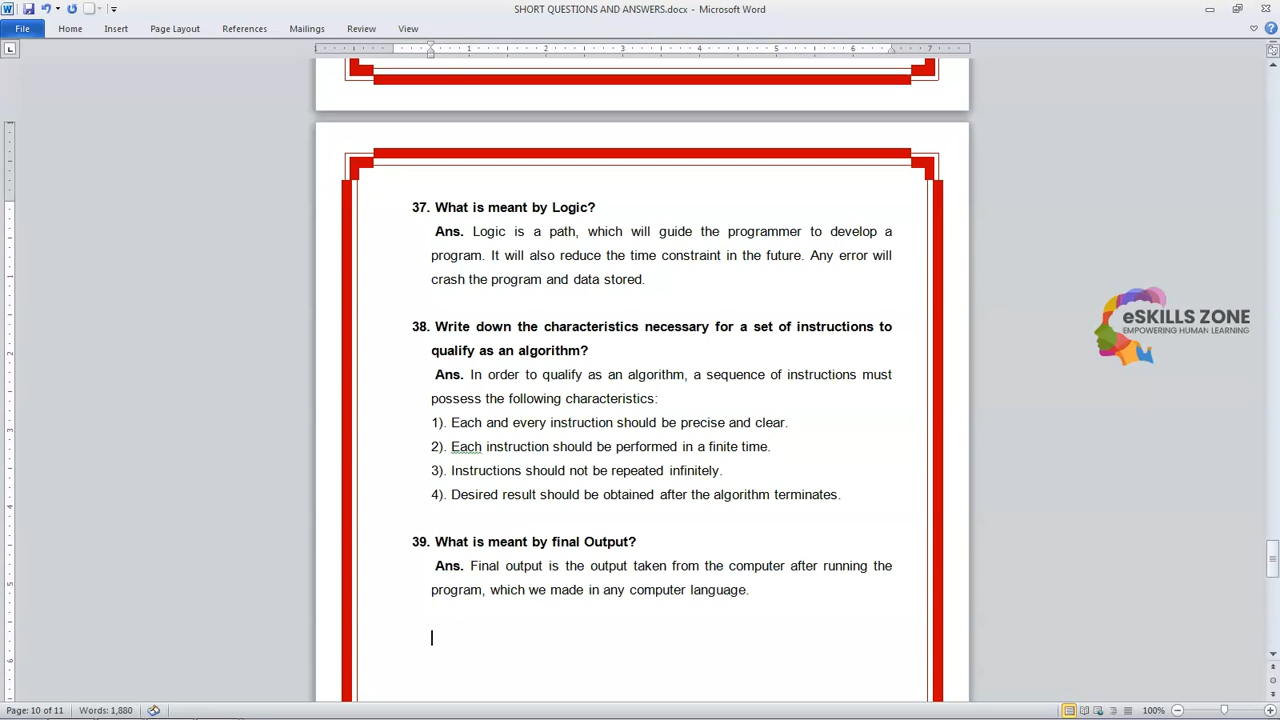 SHORT QUESTIONS AND ANSWERS.docx - Microsoft Word
File Home Insert Page Layout References Mailings Review View
1 1 2 3 4 5 6 7
37. What is meant by Logic?
Ans. Logic is a path, which will guide the programmer to develop a
program. It will also reduce the time constraint in the future. Any error will
crash the program and data stored.
38. Write down the characteristics necessary for a set of instructions to
qualify as an algorithm?
Ans. In order to qualify as an algorithm, a sequence of instructions must
possess the following characteristics:
1). Each and every instruction should be precise and clear.
2). Each instruction should be performed in a finite time.
3). Instructions should not be repeated infinitely.
4). Desired result should be obtained after the algorithm terminates.
39. What is meant by final Output?
Ans. Final output is the output taken from the computer after running the
program, which we made in any computer language.
eSKILLS ZONE
EMPOWERING HUMAN LEARNING
Page: 10 of 11 Words: 1,880 100%